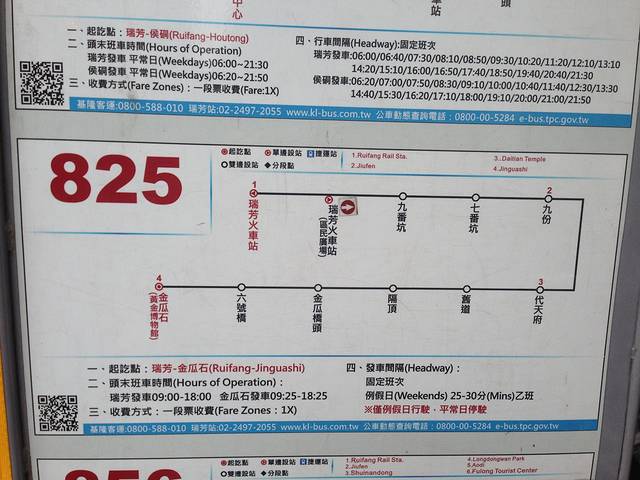 中心
站
頭
一、起訖點：瑞芳-侯硐(Ruifang-Houtong)
二、頭末班車時間(Hours of Operation)
瑞芳發車 平常日(Weekdays)06:00~21:30
侯硐發車 平常日(Weekdays)06:20~21:50
三、收費方式(Fare Zones)：一段票收費(Fare:1X)
四、行車間隔(Headway):固定班次
瑞芳發車:06:00/06:40/07:30/08:10/08:50/09:30/10:20/11:20/12:10/13:10
14:20/15:10/16:00/16:50/17:40/18:50/19:40/20:40/21:30
侯硐發車:06:20/07:00/07:50/08:30/09:10/10:00/10:40/11:40/12:30/13:30
14:40/15:30/16:20/17:10/18:00/19:10/20:00/21:00/21:50
基隆客運:0800-588-010 瑞芳站:02-2497-2055 www.kl-bus.com.tw 公車動態查詢電話：0800-00-5284 e-bus.tpc.gov.tw
825
起訖點 單邊設站 捷運站
雙邊設站 分段點
1.Ruifang Rail Sta.
2.Jiufen
3..Daitian Temple
4.Jinguashi
1
瑞芳火車站
瑞芳火車站
(區民廣場)
九番坑
七番坑
2
九份
3
代天府
舊道
隔頂
金瓜橋頭
六號橋
4
金瓜石
(黃金博物館)
一、起訖點：瑞芳-金瓜石(Ruifang-Jinguashi)
二、頭末班車時間(Hours of Operation)：
瑞芳發車09:00-18:00 金瓜石發車09:25-18:25
三、收費方式：一段票收費(Fare Zones：1X)
四、發車間隔(Headway)：
固定班次
例假日(Weekends) 25-30分(Mins)乙班
※僅例假日行駛，平常日停駛
基隆客運:0800-588-010 瑞芳站:02-2497-2055 www.kl-bus.com.tw 公車動態查詢電話：0800-00-5284 e-bus.tpc.gov.tw
856
起訖點 單邊設站 捷運站
雙邊設站 分段點
1.Ruifang Rail Sta.
2.Jiufen
3.Shuinandong
4.Longdongwan Park
5.Aodi
6.Fulong Tourist Center